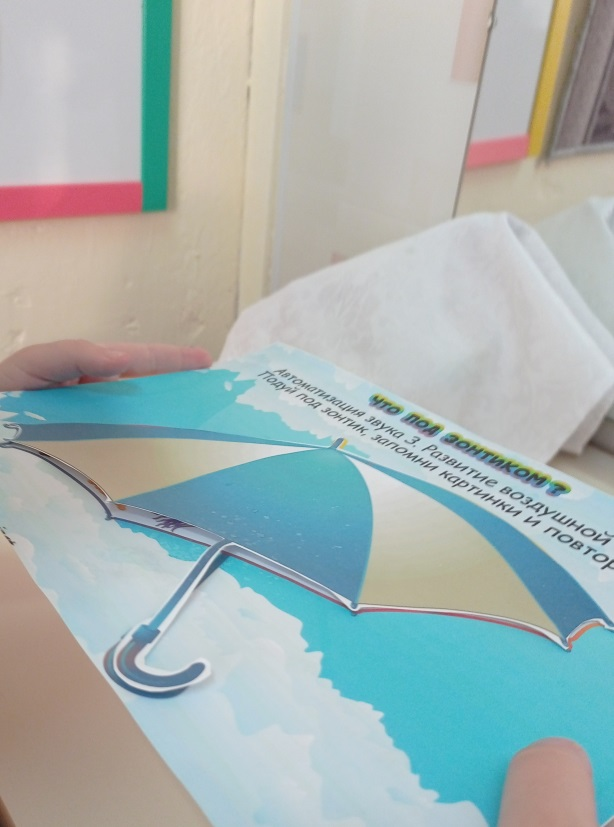 ЧТО ПОД ЗОНТИКОМ?
Автоматизация звука З. Развитие воздушной
Подуй под зонтик, запомни картинки и повтор